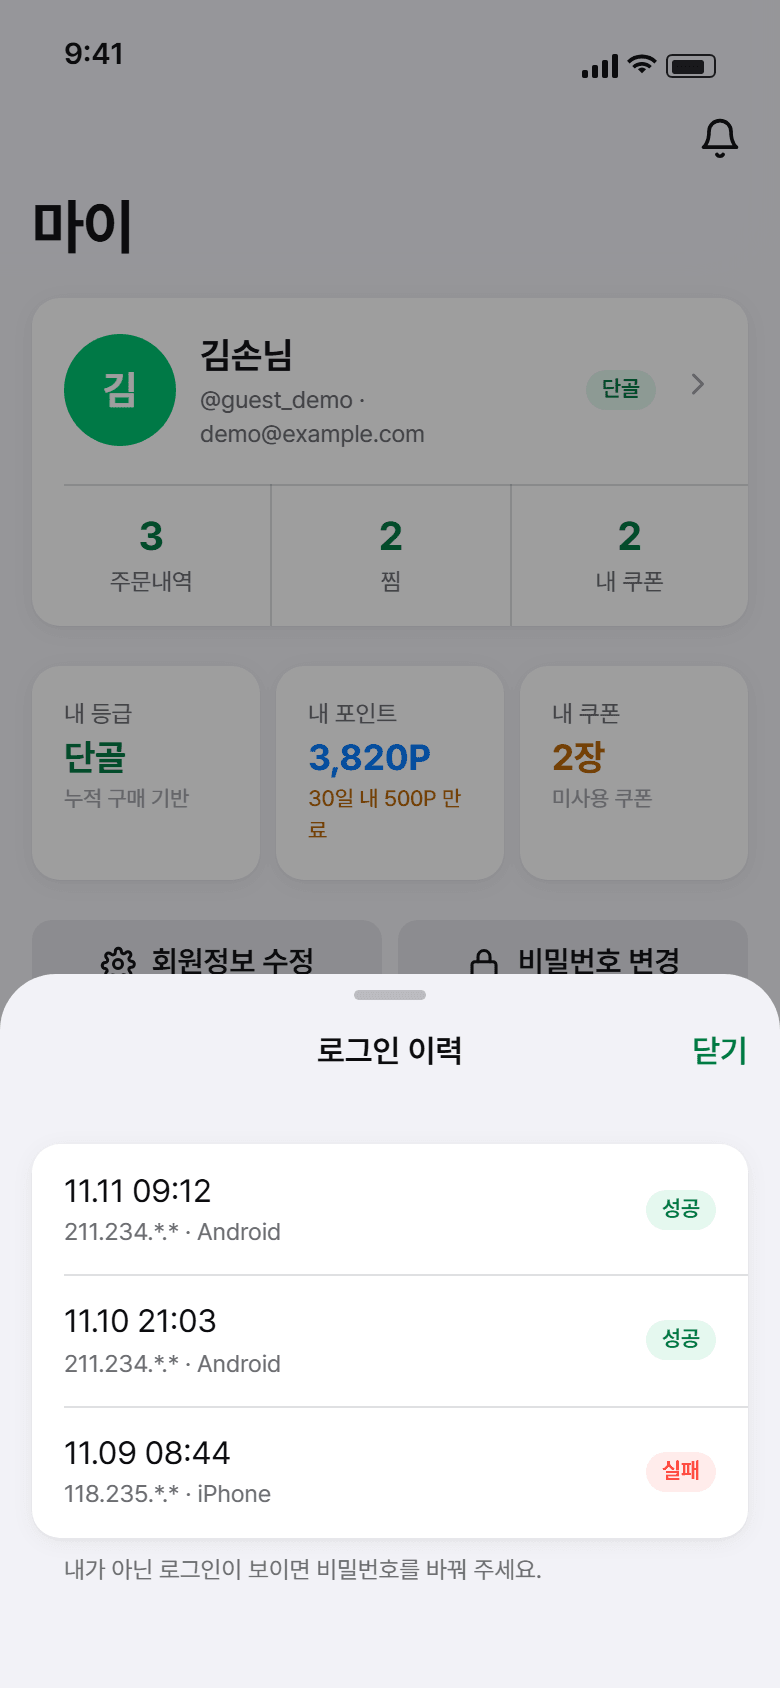 9:41
마이
김
김손님
@guest_demo ·
demo@example.com
단골
3
주문내역
2
찜
2
내 쿠폰
내 등급
단골
누적 구매 기반
내 포인트
3,820P
30일 내 500P 만
료
내 쿠폰
2장
미사용 쿠폰
회원정보 수정
비밀번호 변경
로그인 이력
닫기
11.11 09:12
211.234.*.* · Android
성공
11.10 21:03
211.234.*.* · Android
성공
11.09 08:44
118.235.*.* · iPhone
실패
내가 아닌 로그인이 보이면 비밀번호를 바꿔 주세요.